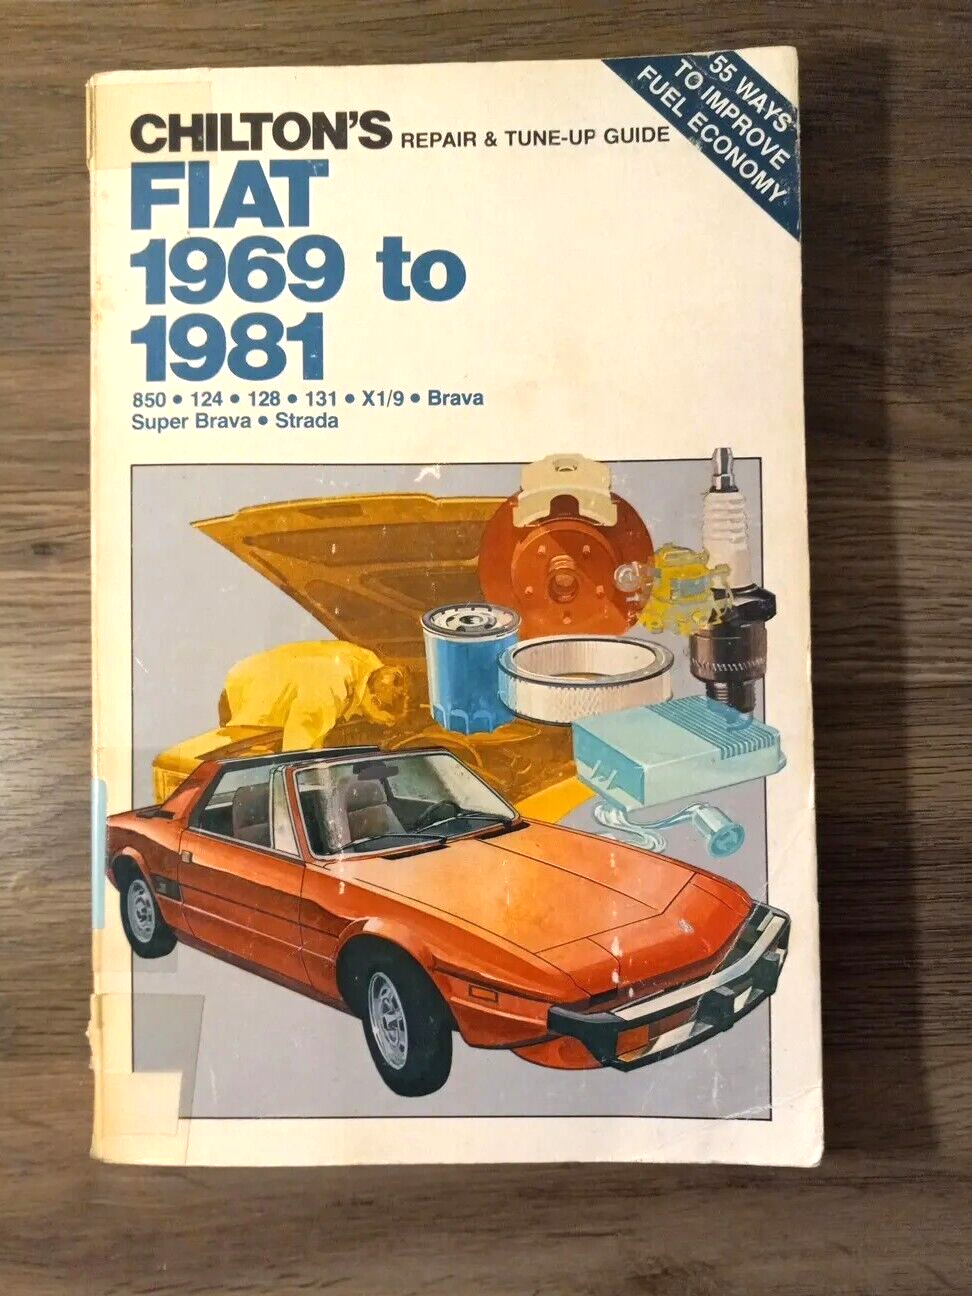 CHILTON'S REPAIR & TUNE-UP GUIDE
FIAT
1969 to
1981
850 • 124 • 128 • 131 • X1/9 • Brava
Super Brava • Strada
55 WAYS
TO IMPROVE
FUEL ECONOMY